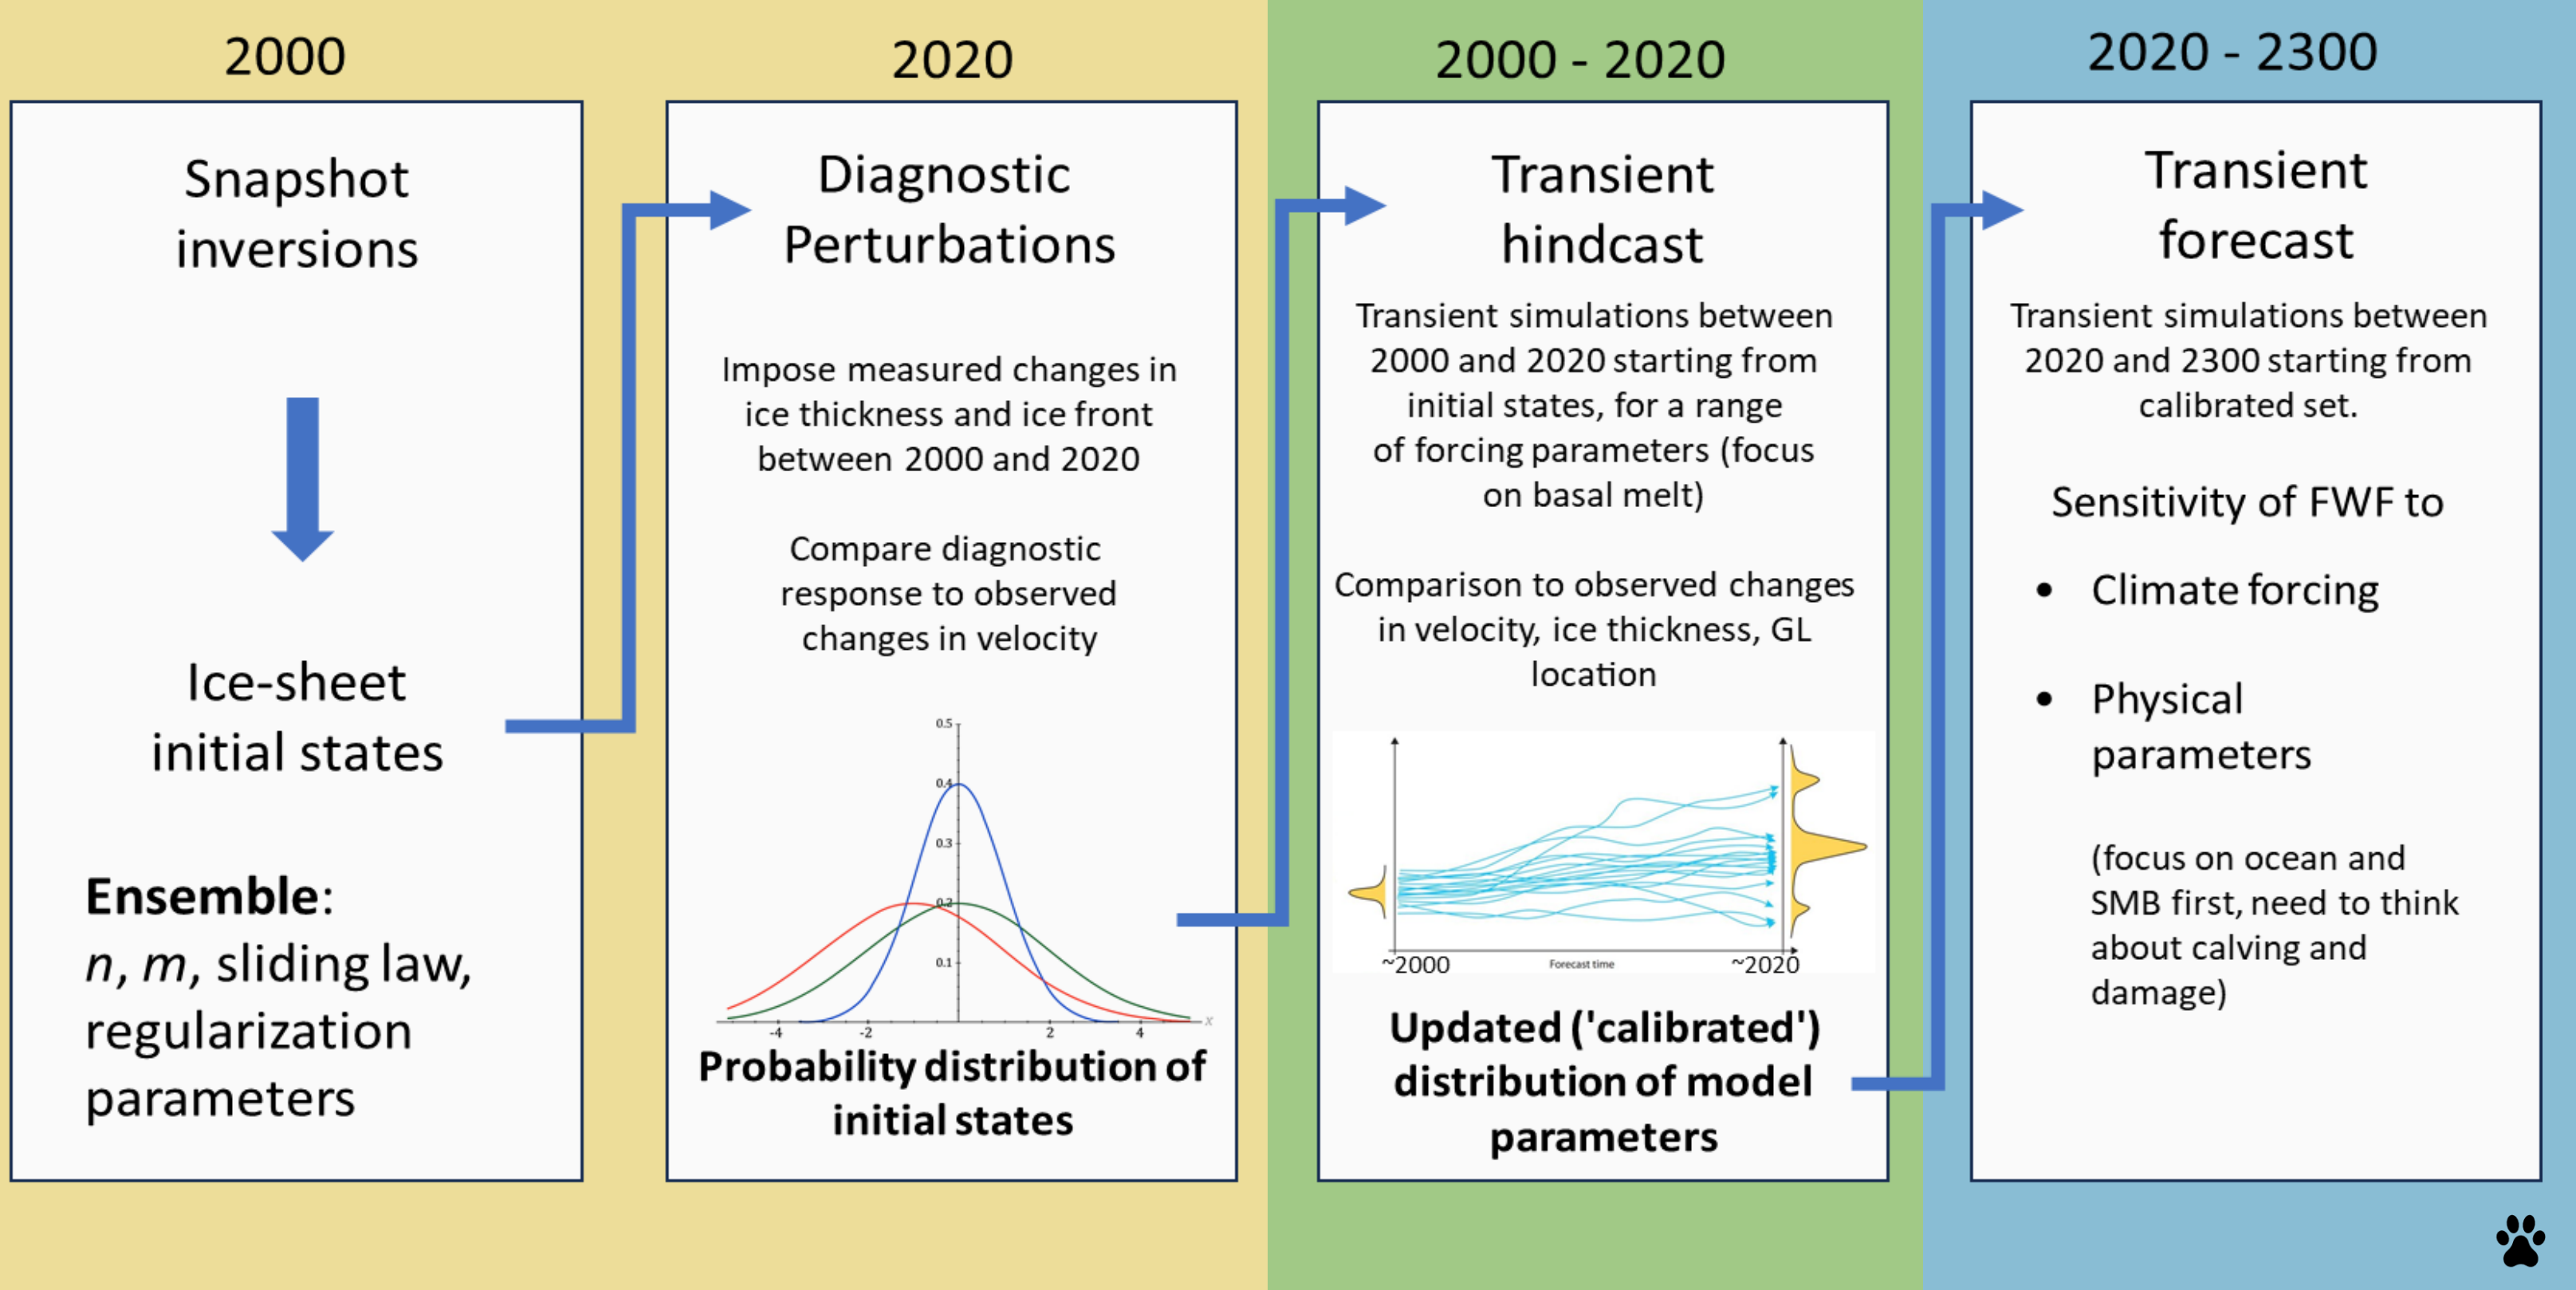 2000
Snapshot
inversions
Ice-sheet
initial states
Ensemble:
n, m, sliding law,
regularization
parameters
2020
Diagnostic
Perturbations
Impose measured changes in
ice thickness and ice front
between 2000 and 2020
Compare diagnostic
response to observed
changes in velocity
0.5
0.4
0.3
0.2
0.1
-4 -2 2 4 x
Probability distribution of
initial states
2000 - 2020
Transient
hindcast
Transient simulations between
2000 and 2020 starting from
initial states, for a range
of forcing parameters (focus
on basal melt)
Comparison to observed changes
in velocity, ice thickness, GL
location
~2000 Forecast time ~2020
Updated ('calibrated')
distribution of model
parameters
2020 - 2300
Transient
forecast
Transient simulations between
2020 and 2300 starting from
calibrated set.
Sensitivity of FWF to
• Climate forcing
• Physical
parameters
(focus on ocean and
SMB first, need to think
about calving and
damage)